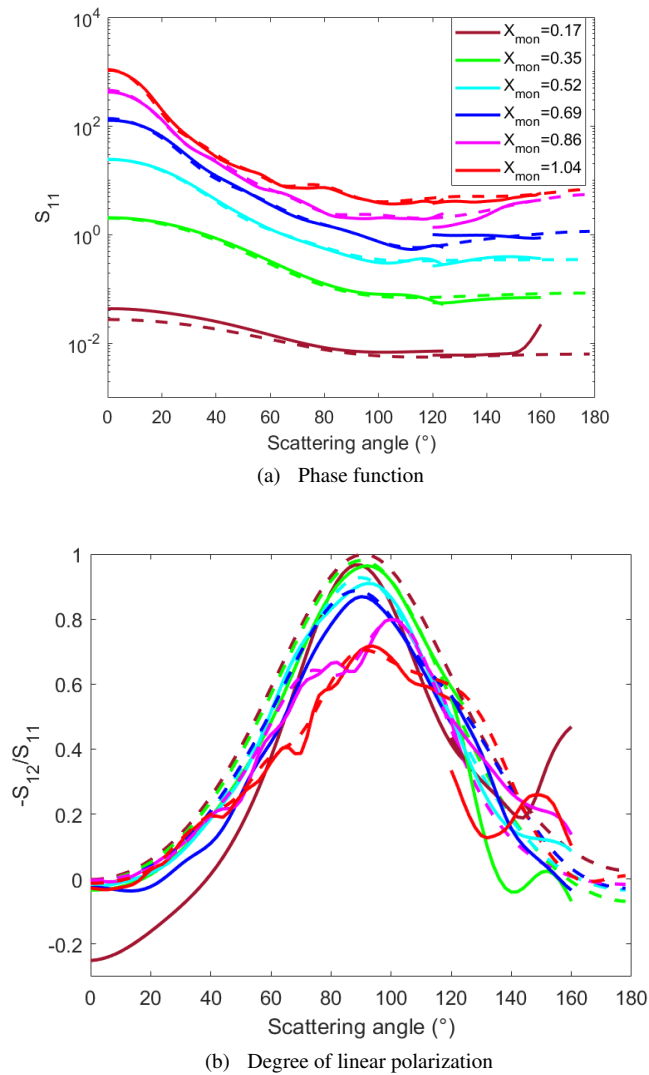 10^4
10^2
10^0
10^-2
S_11
X_mon=0.17
X_mon=0.35
X_mon=0.52
X_mon=0.69
X_mon=0.86
X_mon=1.04
0 20 40 60 80 100 120 140 160 180
Scattering angle (°)
(a) Phase function
1
0.8
0.6
0.4
0.2
0
-0.2
-S_12/S_11
0 20 40 60 80 100 120 140 160 180
Scattering angle (°)
(b) Degree of linear polarization